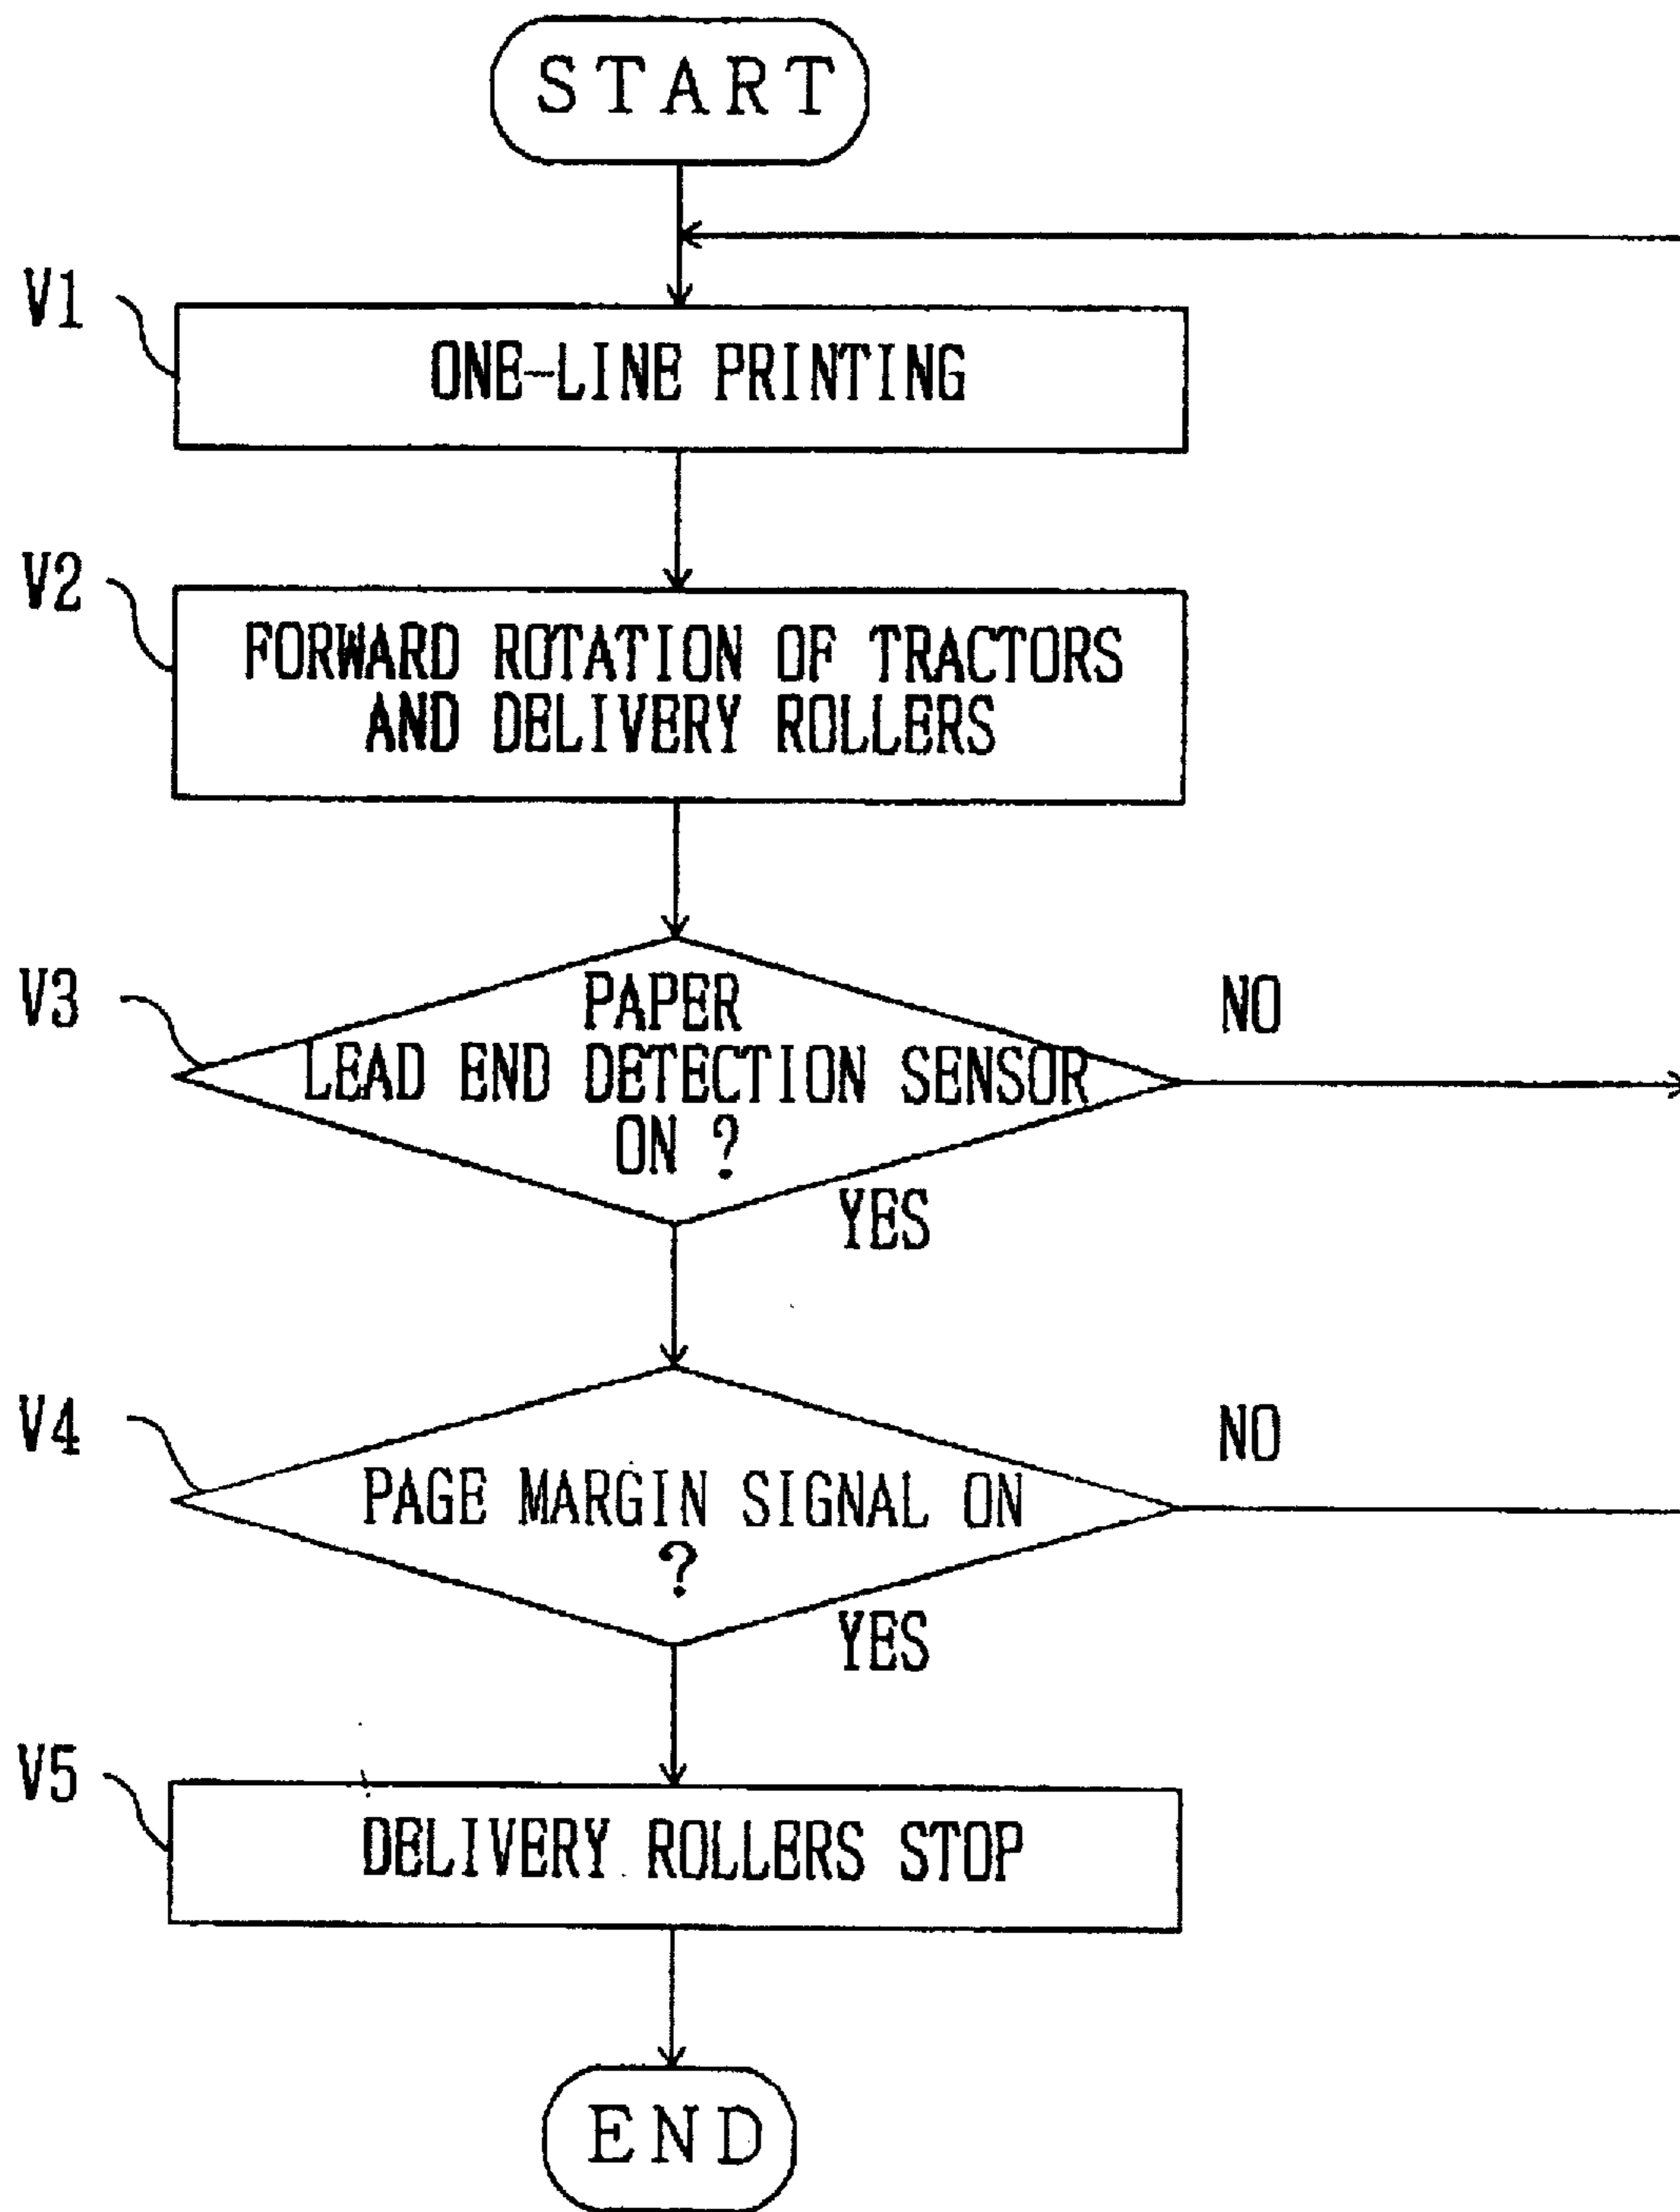 START
V1
ONE-LINE PRINTING
V2
FORWARD ROTATION OF TRACTORS
AND DELIVERY ROLLERS
V3
PAPER
LEAD END DETECTION SENSOR
ON ?
NO
YES
V4
PAGE MARGIN SIGNAL ON
?
NO
YES
V5
DELIVERY ROLLERS STOP
END